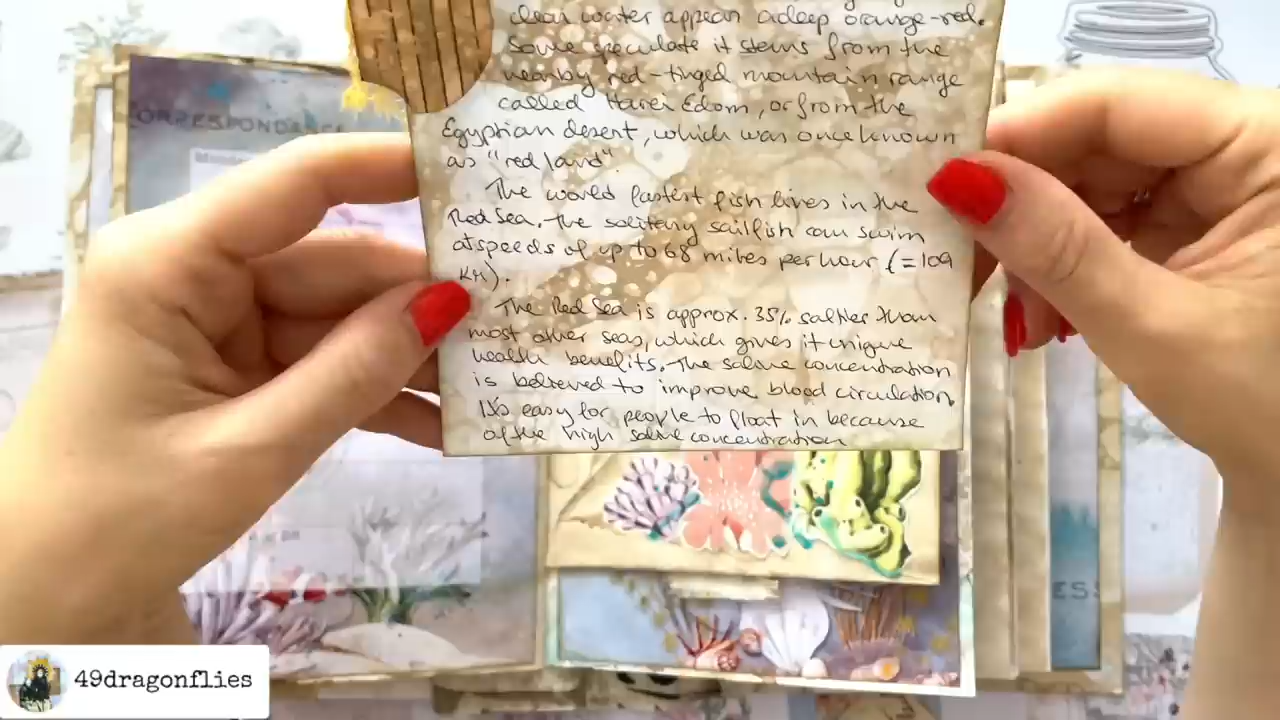 clear water appear a deep orange-red.
Some speculate it stems from the
nearby red-tinged mountain range
called Harei Edom, or from the
Egyptian desert, which was once known
as "red land".
The world fastest fish lives in the
Red Sea. The solitary sailfish can swim
at speeds of up to 68 miles per hour (=109
KH).
The Red Sea is approx. 35% saltier than
most other seas, which gives it unique
health benefits. The saline concentration
is believed to improve blood circulation.
It's easy for people to float in because
of the high saline concentration
CORRESPONDANCE
ESS
49dragonflies